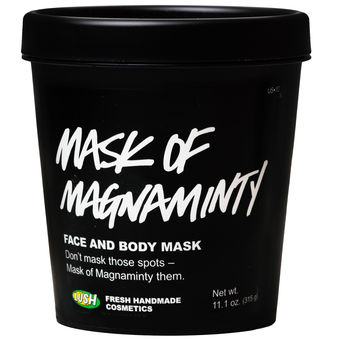 MASK OF
MAGNAMINTY
FACE AND BODY MASK
Don't mask those spots –
Mask of Magnaminty them.
LUSH
FRESH HANDMADE
COSMETICS
Net wt.
11.1 oz. (315 g)